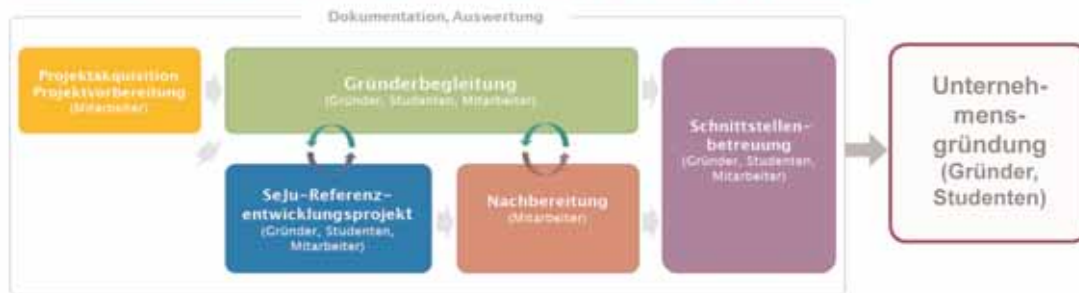 Dokumentation, Auswertung
Projektakquisition
Projektvorbereitung
(Mitarbeiter)
Gründerbegleitung
(Gründer, Studenten, Mitarbeiter)
SeJu-Referenz-
entwicklungsprojekt
(Gründer, Studenten,
Mitarbeiter)
Nachbereitung
(Mitarbeiter)
Schnittstellen-
betreuung
(Gründer, Studenten,
Mitarbeiter)
Unterneh-
mens-
gründung
(Gründer,
Studenten)